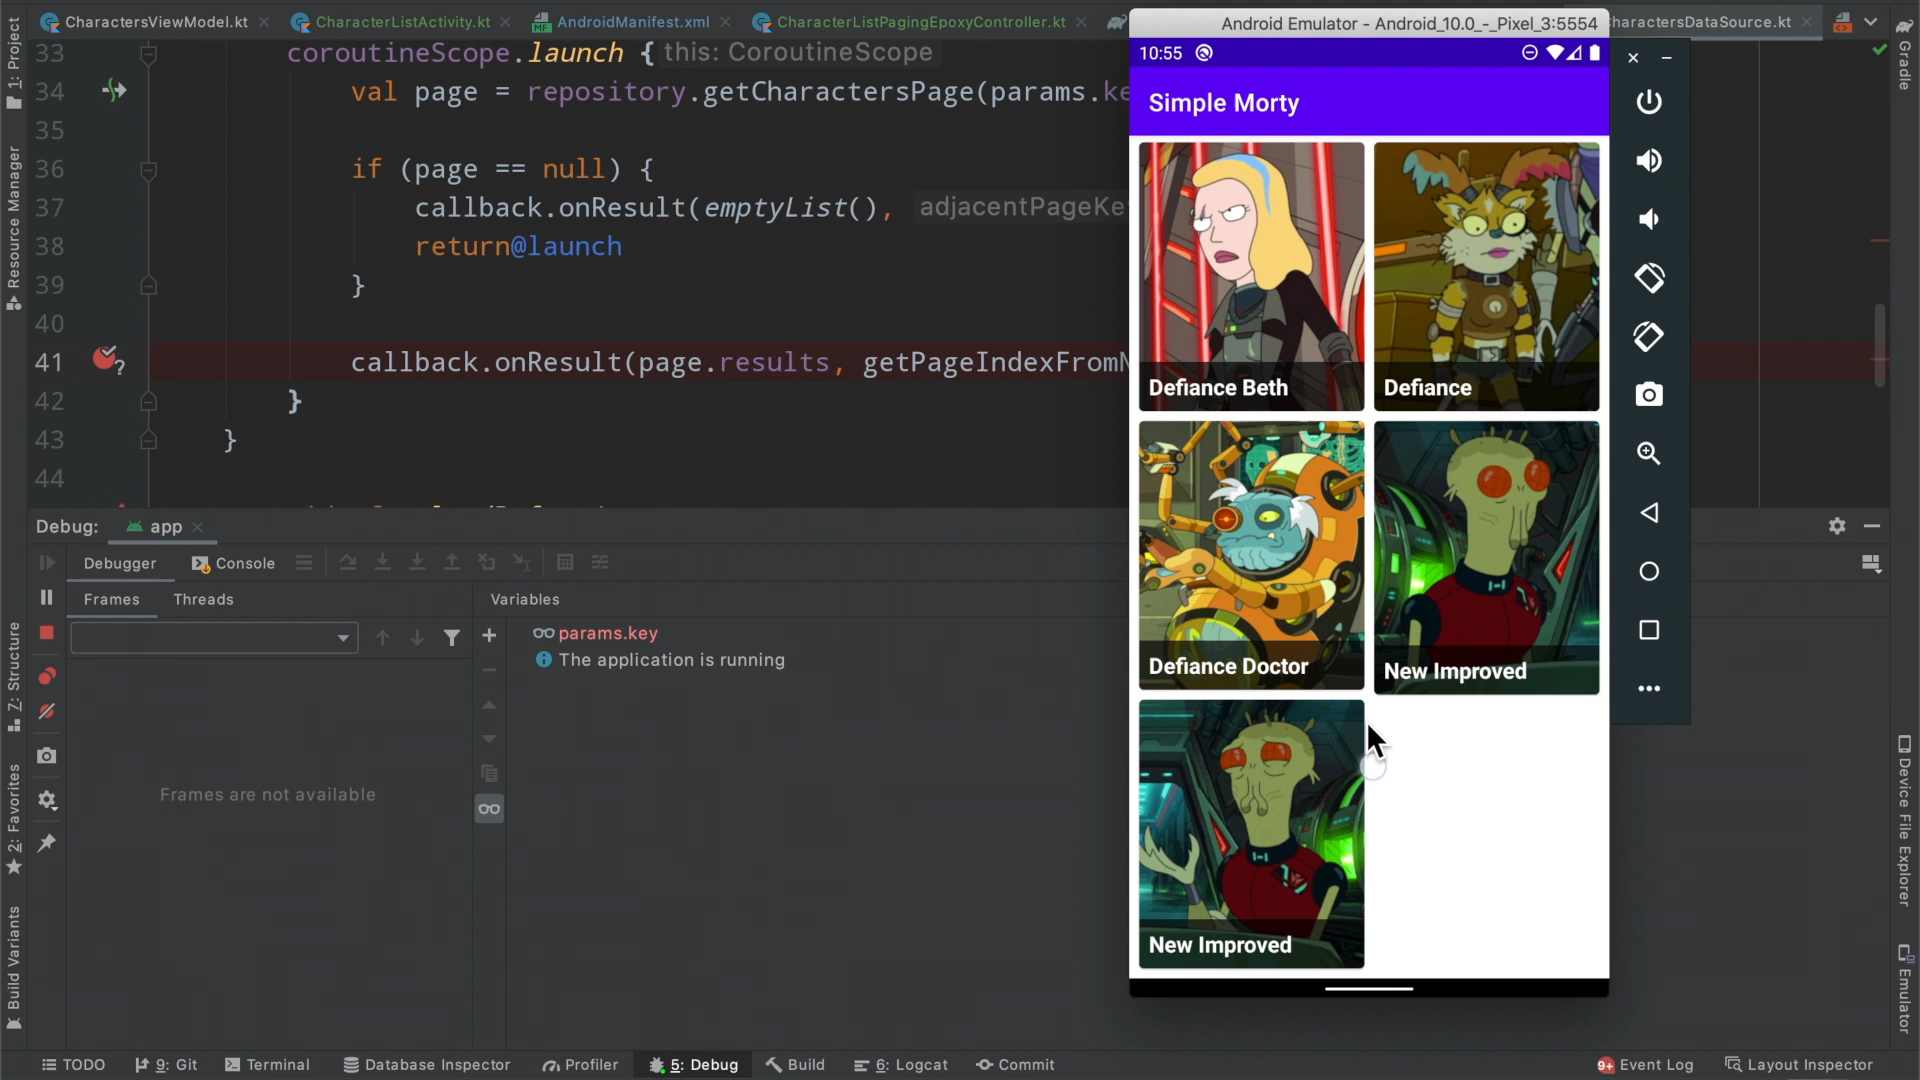 CharactersViewModel.kt
CharacterListActivity.kt
AndroidManifest.xml
CharacterListPagingEpoxyController.kt
Android Emulator - Android_10.0_-_Pixel_3:5554
haractersDataSource.kt
1: Project
Resource Manager
Z: Structure
2: Favorites
Build Variants
33 coroutineScope.launch { this: CoroutineScope
34 val page = repository.getCharactersPage(params.ke
35
36 if (page == null) {
37 callback.onResult(emptyList(), adjacentPageKe
38 return@launch
39 }
40
41 callback.onResult(page.results, getPageIndexFromN
42 }
43 }
44
Debug: app
Debugger Console
Frames Threads
Variables
params.key
The application is running
Frames are not available
10:55
Simple Morty
Defiance Beth
Defiance
Defiance Doctor
New Improved
New Improved
Gradle
Device File Explorer
Emulator
TODO
9: Git
Terminal
Database Inspector
Profiler
5: Debug
Build
6: Logcat
Commit
9+ Event Log
Layout Inspector